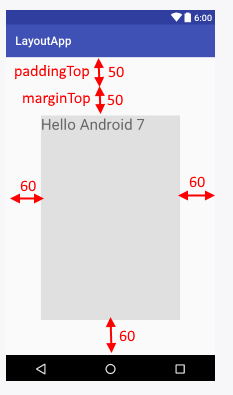 6:00
LayoutApp
paddingTop 50
marginTop 50
Hello Android 7
60
60
60